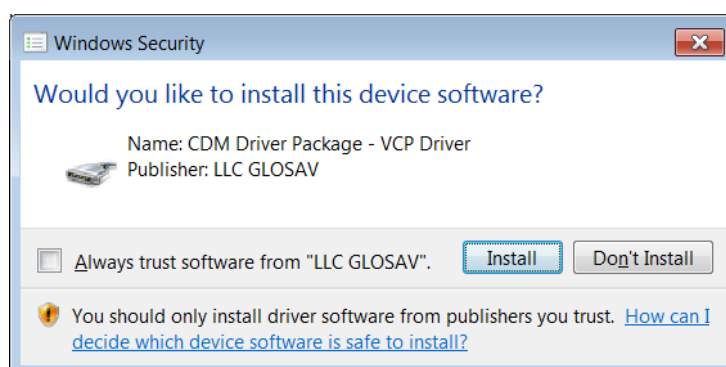 Windows Security
Would you like to install this device software?
Name: CDM Driver Package - VCP Driver
Publisher: LLC GLOSAV
Always trust software from "LLC GLOSAV".
Install
Don't Install
You should only install driver software from publishers you trust. How can I
decide which device software is safe to install?